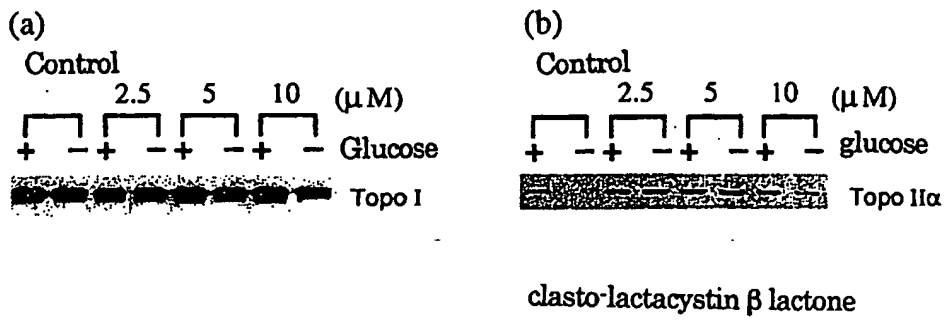 (a)
Control
2.5 5 10 (μM)
+ − + − + − + − Glucose
Topo I
(b)
Control
2.5 5 10 (μM)
+ − + − + − + − glucose
Topo IIα
clasto-lactacystin β lactone